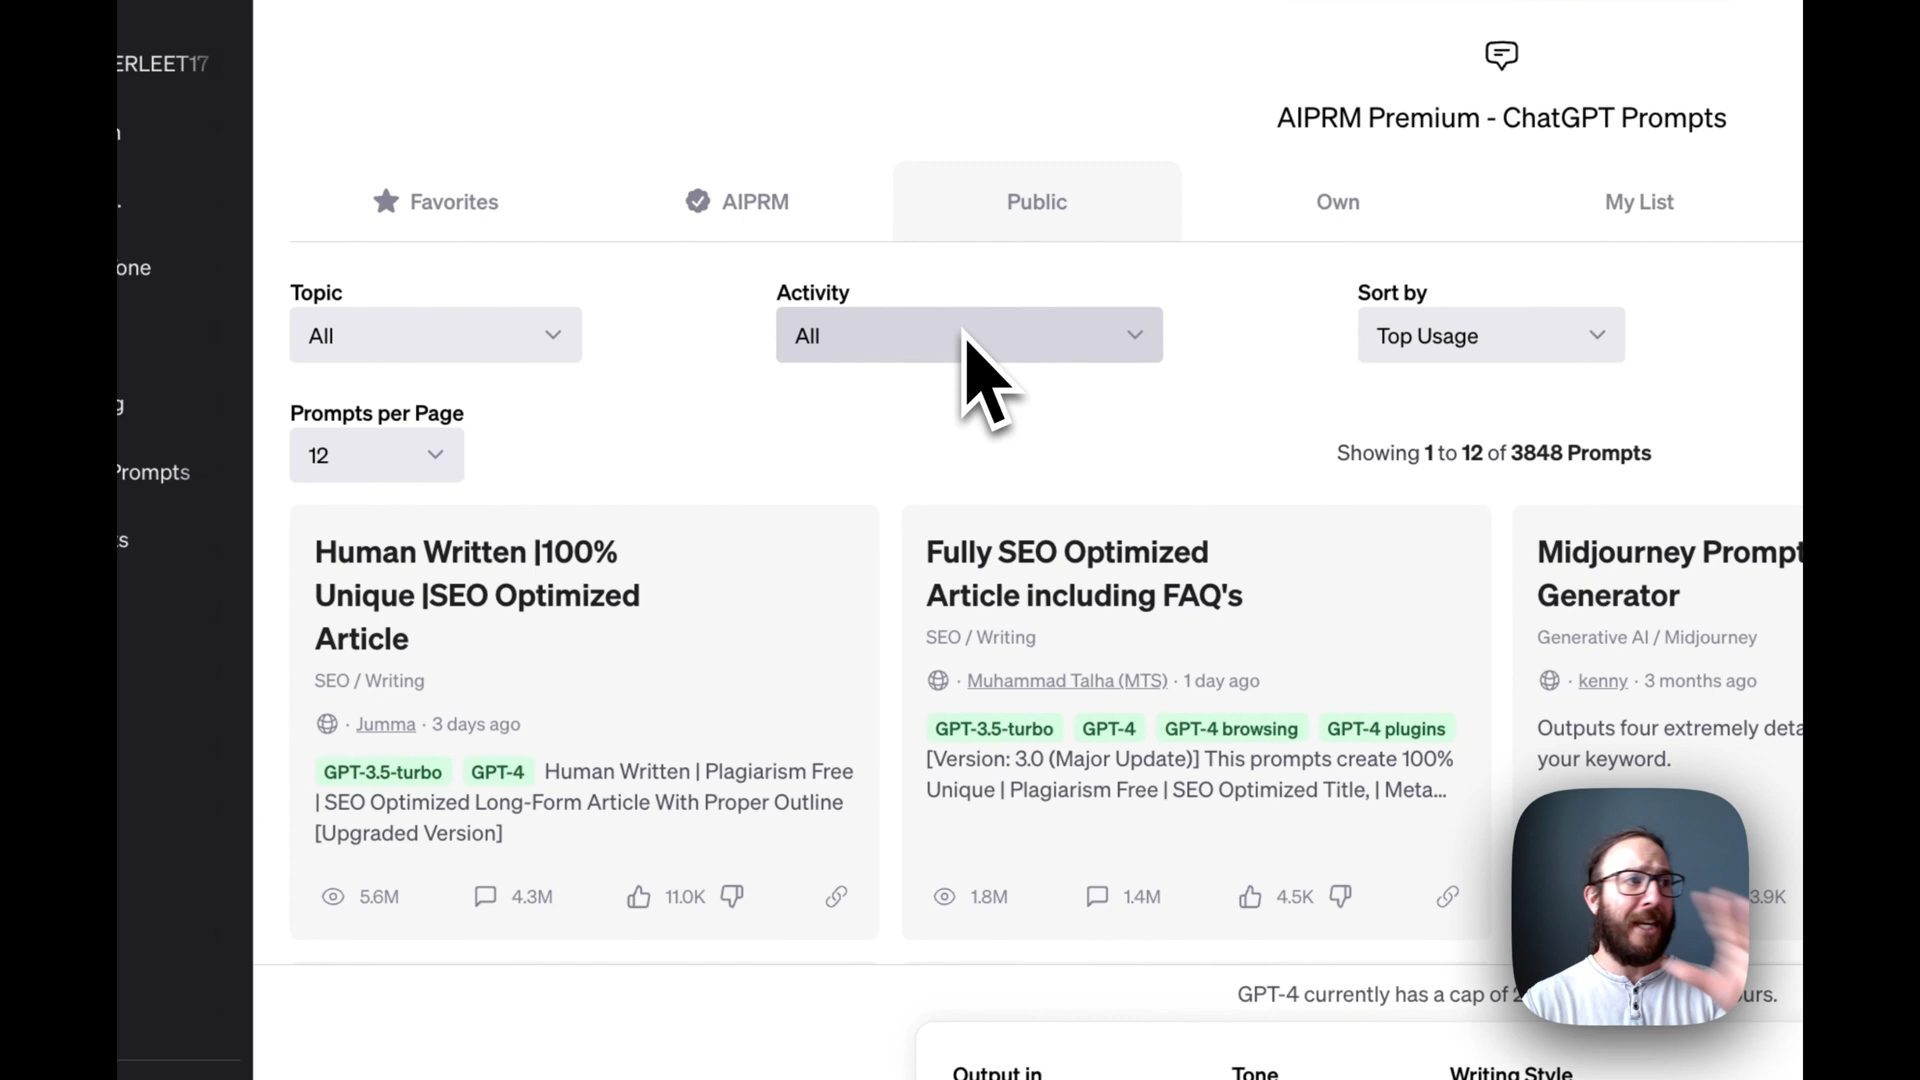 ERLEET17
one
Prompts
AIPRM Premium - ChatGPT Prompts
Favorites
AIPRM
Public
Own
My List
Topic
All
Activity
All
Sort by
Top Usage
Prompts per Page
12
Showing 1 to 12 of 3848 Prompts
Human Written |100%
Unique |SEO Optimized
Article
SEO / Writing
· Jumma · 3 days ago
GPT-3.5-turbo GPT-4 Human Written | Plagiarism Free
| SEO Optimized Long-Form Article With Proper Outline
[Upgraded Version]
5.6M
4.3M
11.0K
Fully SEO Optimized
Article including FAQ's
SEO / Writing
· Muhammad Talha (MTS) · 1 day ago
GPT-3.5-turbo GPT-4 GPT-4 browsing GPT-4 plugins
[Version: 3.0 (Major Update)] This prompts create 100%
Unique | Plagiarism Free | SEO Optimized Title, | Meta...
1.8M
1.4M
4.5K
Midjourney Prompt
Generator
Generative AI / Midjourney
· kenny · 3 months ago
Outputs four extremely deta
your keyword.
3.9K
GPT-4 currently has a cap of 2
urs.
Output in
Tone
Writing Style